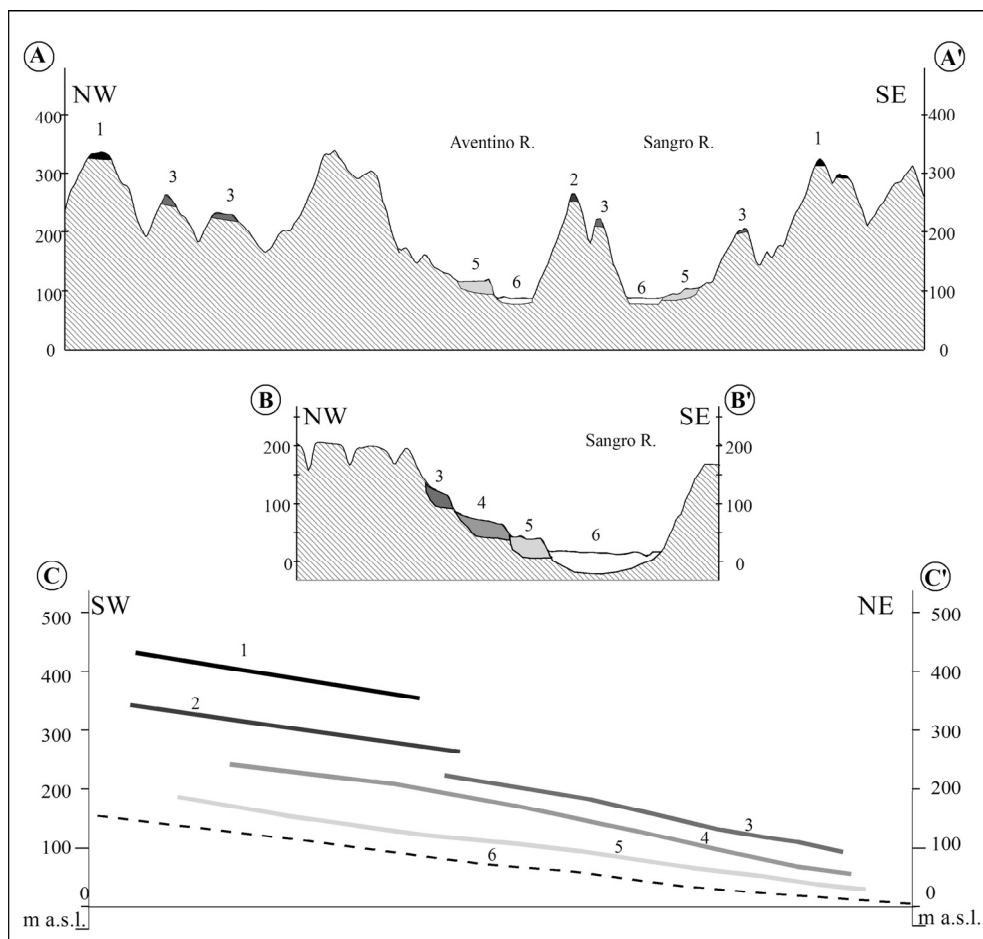 A A'
NW SE
400 400
Aventino R. Sangro R.
1 1
300 300
3 3 2 3 3
200 200
5 6 6 5
100 100
0 0
B B'
NW SE
Sangro R.
200 200
3
4
100 5 6 100
0 0
C C'
SW NE
500 500
1
400 400
2
300 300
200 200
3
4
100 5 100
6
0 0
m a.s.l. m a.s.l.